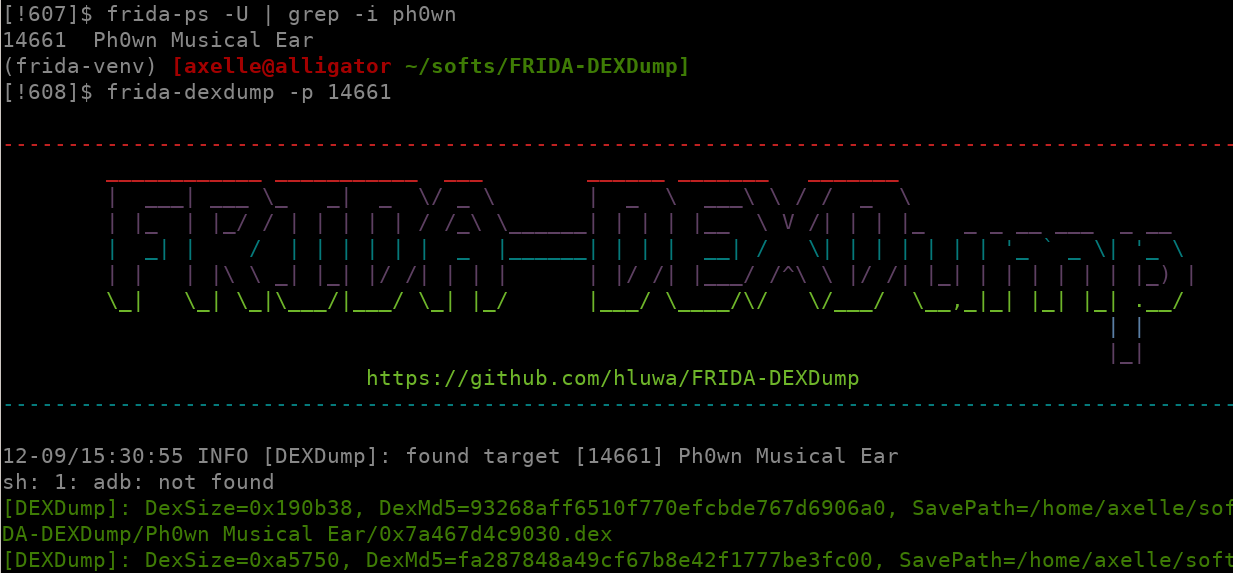 [!607]$ frida-ps -U | grep -i ph0wn
14661  Ph0wn Musical Ear
(frida-venv) [axelle@alligator ~/softs/FRIDA-DEXDump]
[!608]$ frida-dexdump -p 14661
FRIDA-DEXDump
https://github.com/hluwa/FRIDA-DEXDump
12-09/15:30:55 INFO [DEXDump]: found target [14661] Ph0wn Musical Ear
sh: 1: adb: not found
[DEXDump]: DexSize=0x190b38, DexMd5=93268aff6510f770efcbde767d6906a0, SavePath=/home/axelle/sof
DA-DEXDump/Ph0wn Musical Ear/0x7a467d4c9030.dex
[DEXDump]: DexSize=0xa5750, DexMd5=fa287848a49cf67b8e42f1777be3fc00, SavePath=/home/axelle/soft